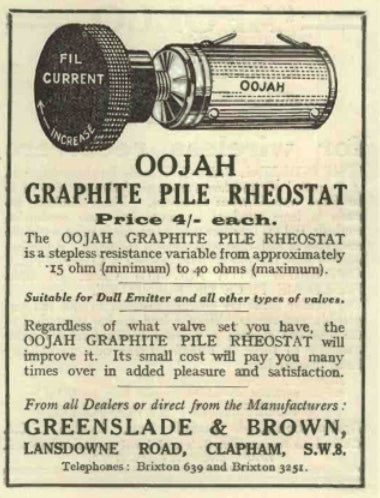 FIL
CURRENT
INCREASE
OOJAH
OOJAH
GRAPHITE PILE RHEOSTAT
Price 4/- each.
The OOJAH GRAPHITE PILE RHEOSTAT
is a stepless resistance variable from approximately
·15 ohm (minimum) to 40 ohms (maximum).
Suitable for Dull Emitter and all other types of valves.
Regardless of what valve set you have, the
OOJAH GRAPHITE PILE RHEOSTAT will
improve it. Its small cost will pay you many
times over in added pleasure and satisfaction.
From all Dealers or direct from the Manufacturers :
GREENSLADE & BROWN,
LANSDOWNE ROAD, CLAPHAM, S.W.8.
Telephones : Brixton 639 and Brixton 3251.